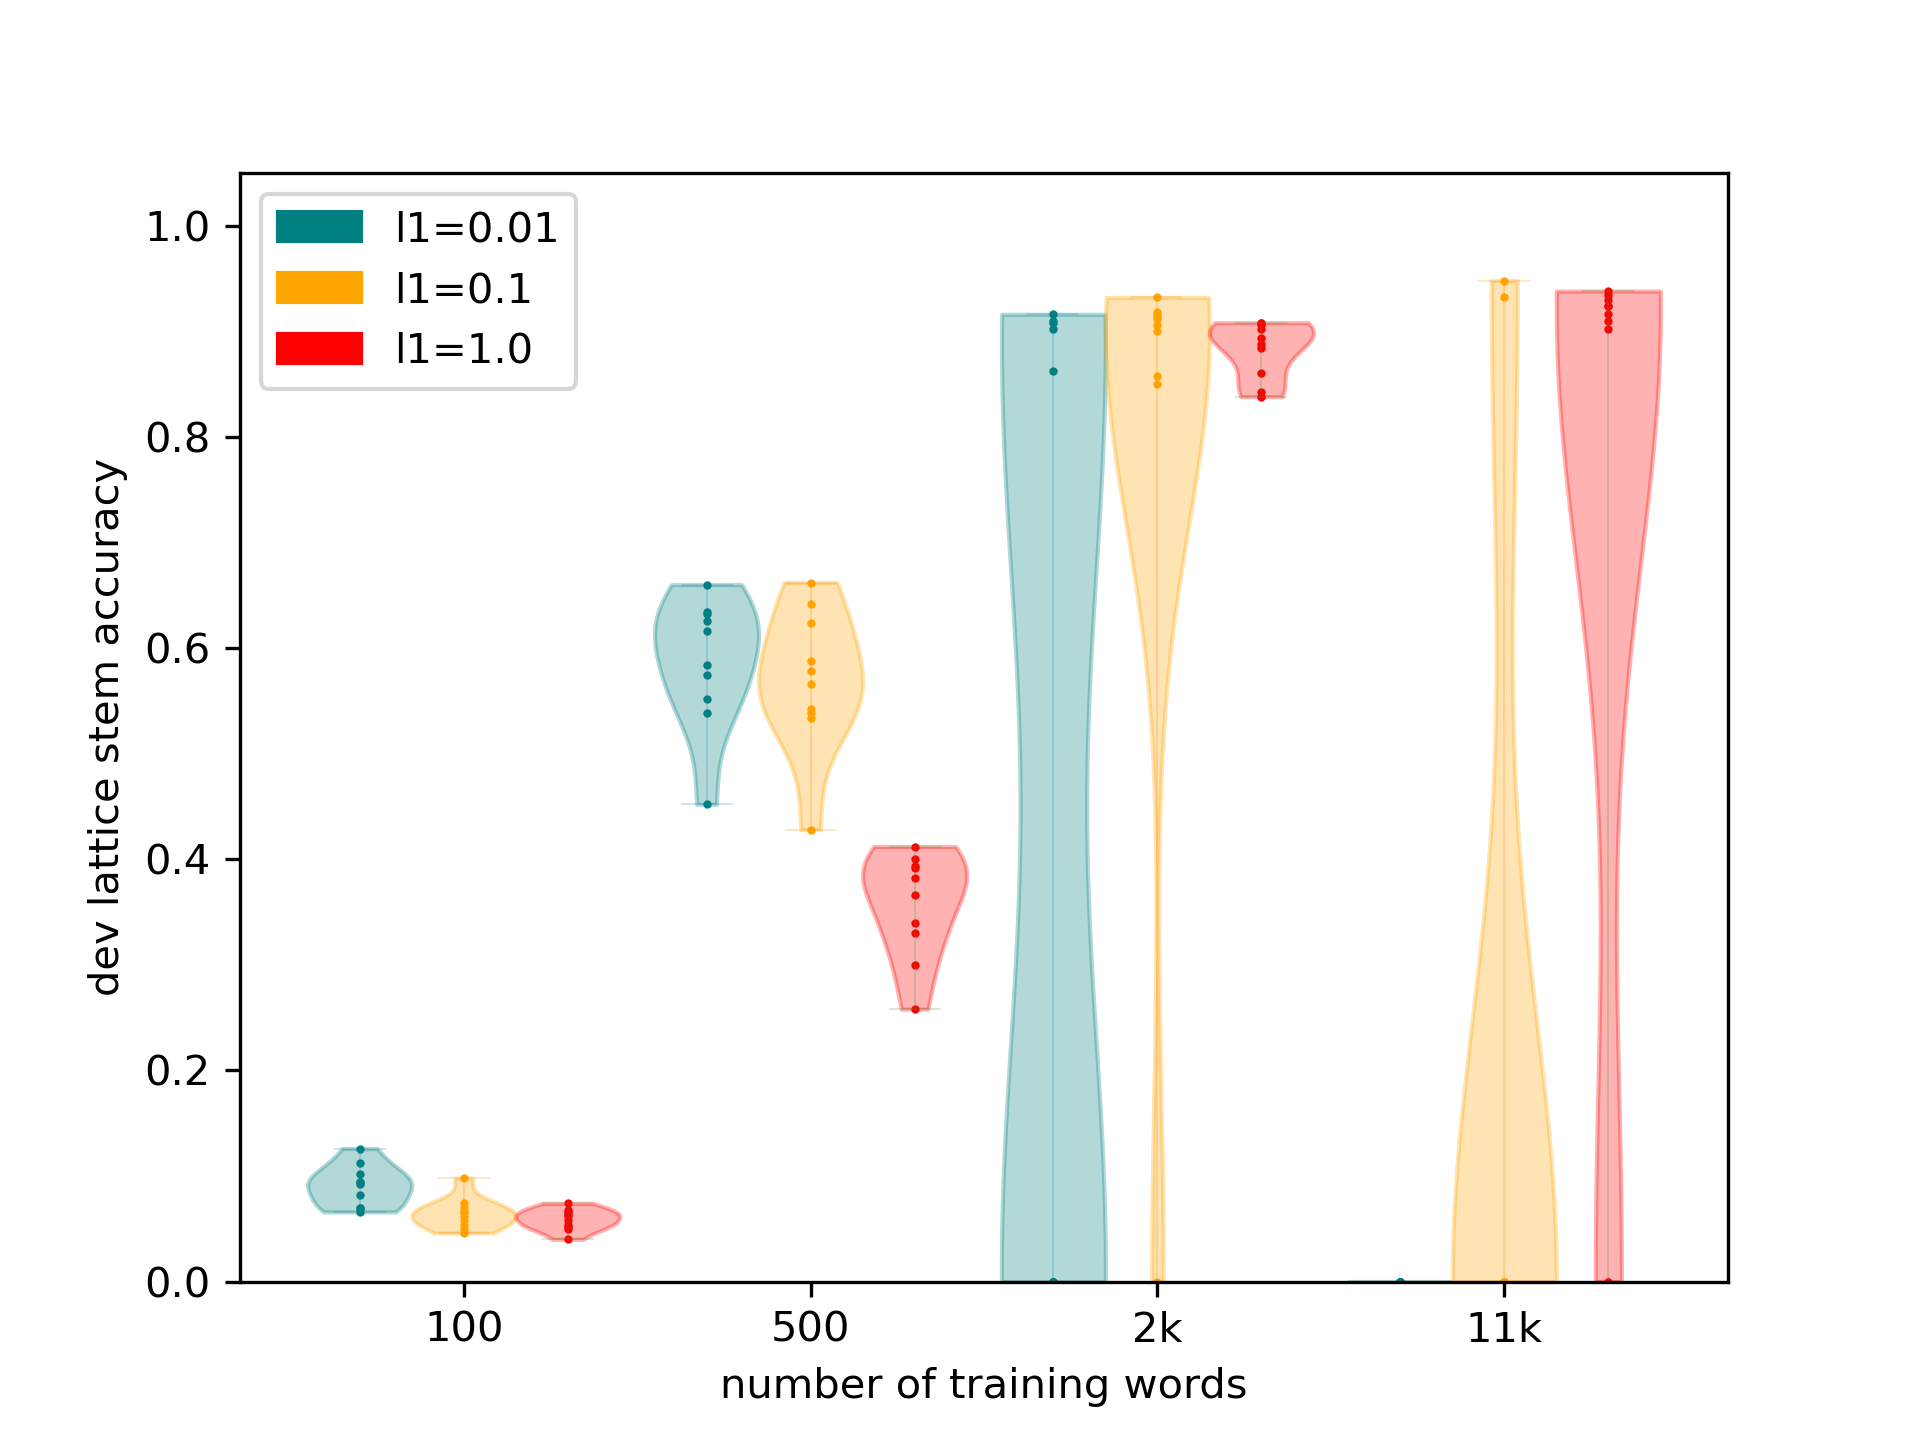 l1=0.01
l1=0.1
l1=1.0
1.0
0.8
0.6
0.4
0.2
0.0
dev lattice stem accuracy
100 500 2k 11k
number of training words